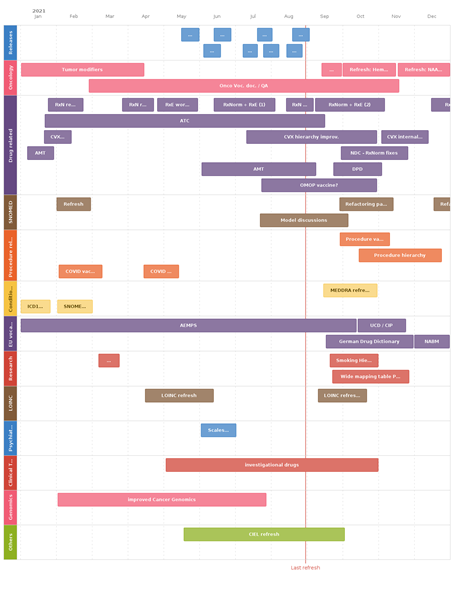 2021
Jan Feb Mar Apr May Jun Jul Aug Sep Oct Nov Dec
Releases
... ... ... ...
... ... ... ... ...
Oncology
Tumor modifiers ... Refresh: Hem... Refresh: NAA...
Onco Voc. dev. / QA
Drug related
RxN re... RxN r... RxE wor... RxNorm + RxE (1) RxN ... RxNorm + RxE (2)
ATC
CVX... CVX hierarchy improv. CVX internal...
AMT NDC - RxNorm fixes
AMT DPD
OMOP vaccine?
SNOMED
Refresh Refactoring pa...
Model discussions
Procedure rel...
Procedure va...
Procedure hierarchy
COVID vac... COVID ...
Conditio...
MEDDRA refre...
ICD1... SNOME...
EU voca...
AEMPS UCD / CIP
German Drug Dictionary NABM
Research
... Smoking Hie...
Wide mapping table P...
LOINC
LOINC refresh LOINC refres...
Psychiat...
Scales...
Clinical T...
Investigational drugs
Genomics
Improved Cancer Genomics
Others
CIEL refresh
Last refresh